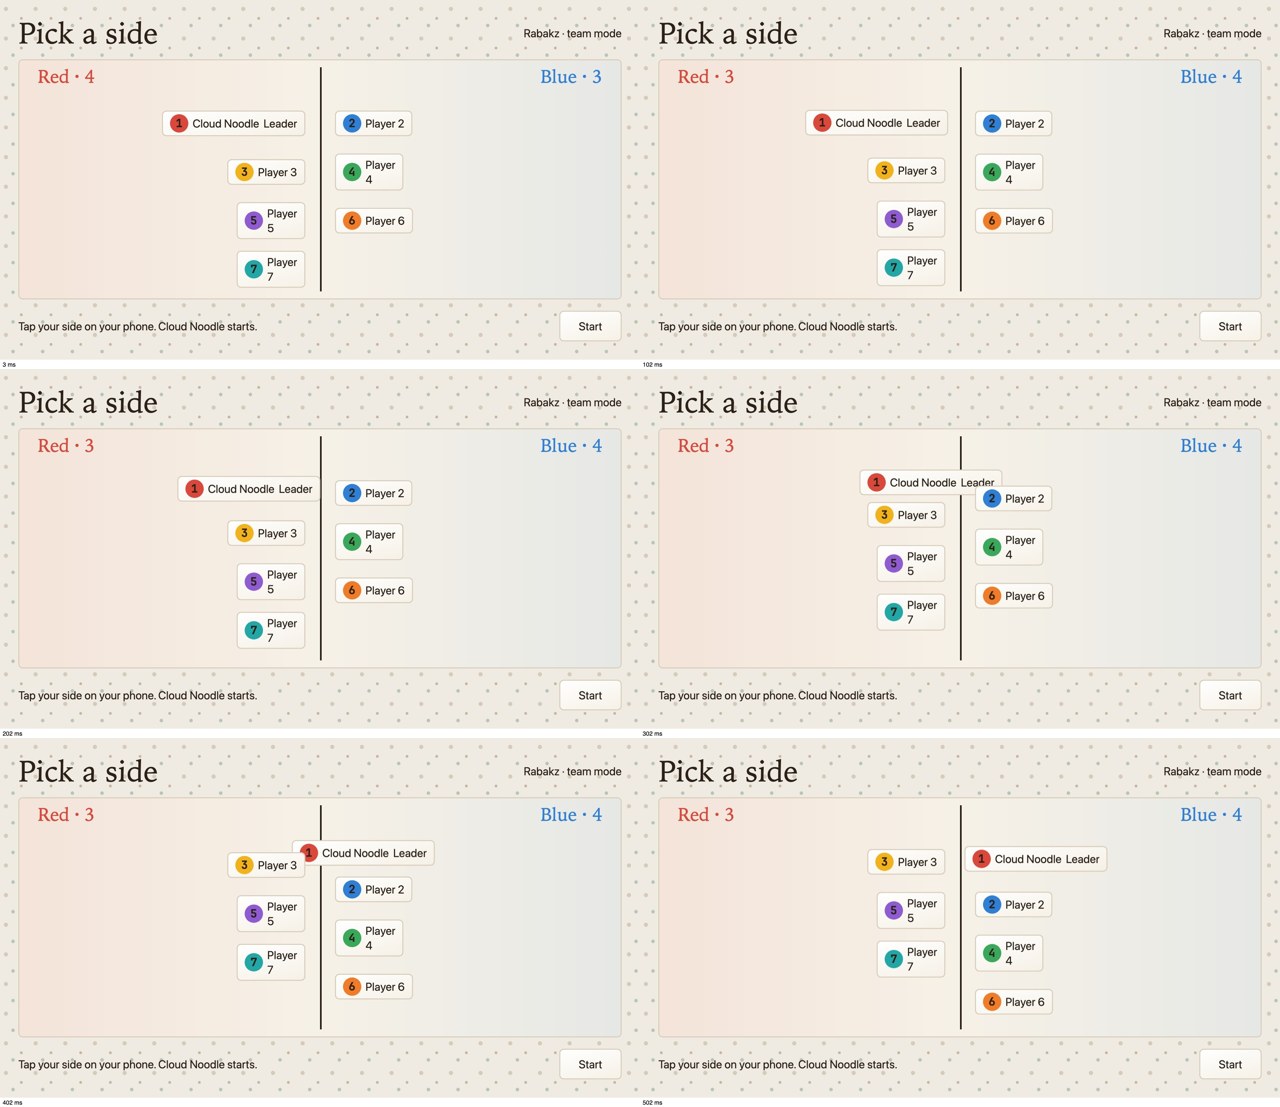 Pick a side
Rabakz · team mode
Red · 4
Blue · 3
1 Cloud Noodle Leader
2 Player 2
3 Player 3
4 Player
4
5 Player
5
6 Player 6
7 Player
7
Tap your side on your phone. Cloud Noodle starts.
Start
3 ms
Pick a side
Rabakz · team mode
Red · 3
Blue · 4
1 Cloud Noodle Leader
2 Player 2
3 Player 3
4 Player
4
5 Player
5
6 Player 6
7 Player
7
Tap your side on your phone. Cloud Noodle starts.
Start
102 ms
Pick a side
Rabakz · team mode
Red · 3
Blue · 4
1 Cloud Noodle Leader
2 Player 2
3 Player 3
4 Player
4
5 Player
5
6 Player 6
7 Player
7
Tap your side on your phone. Cloud Noodle starts.
Start
202 ms
Pick a side
Rabakz · team mode
Red · 3
Blue · 4
1 Cloud Noodle Leader
2 Player 2
3 Player 3
4 Player
4
5 Player
5
6 Player 6
7 Player
7
Tap your side on your phone. Cloud Noodle starts.
Start
302 ms
Pick a side
Rabakz · team mode
Red · 3
Blue · 4
1 Cloud Noodle Leader
3 Player 3
2 Player 2
5 Player
5
4 Player
4
7 Player
7
6 Player 6
Tap your side on your phone. Cloud Noodle starts.
Start
402 ms
Pick a side
Rabakz · team mode
Red · 3
Blue · 4
1 Cloud Noodle Leader
3 Player 3
2 Player 2
5 Player
5
4 Player
4
7 Player
7
6 Player 6
Tap your side on your phone. Cloud Noodle starts.
Start
502 ms